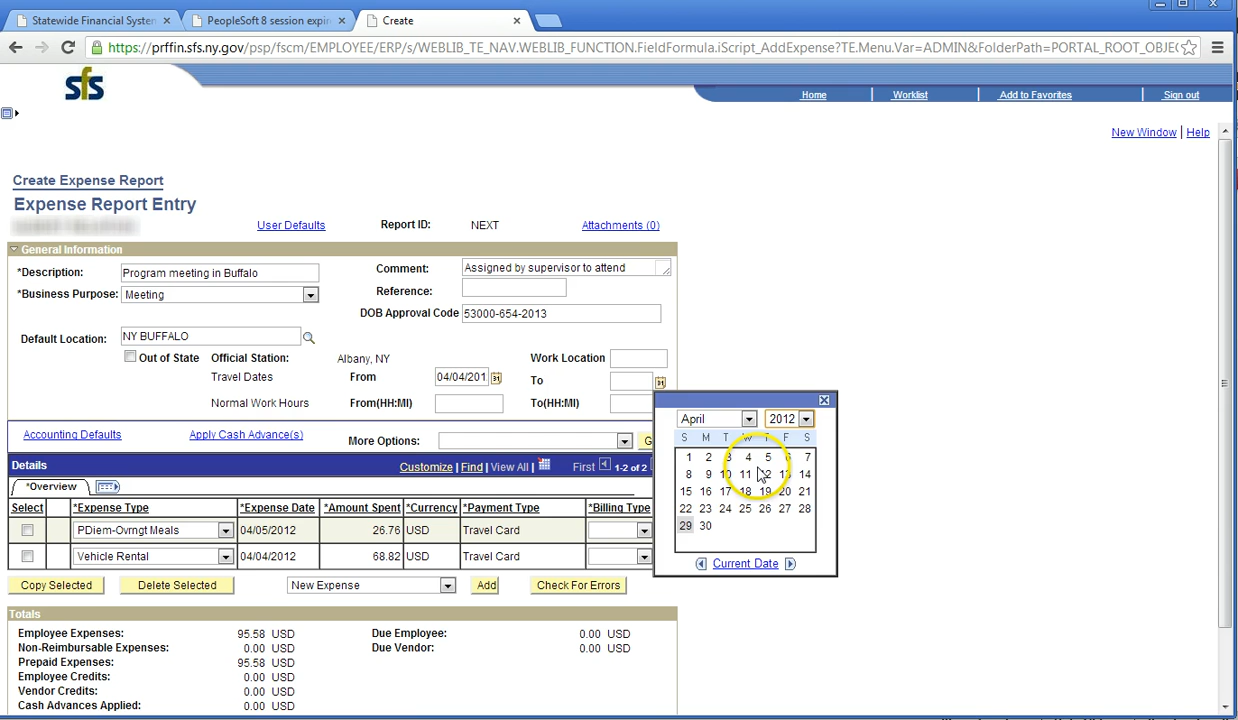 Statewide Financial System
PeopleSoft 8 session expir
Create
https://prffin.sfs.ny.gov/psp/fscm/EMPLOYEE/ERP/s/WEBLIB_TE_NAV.WEBLIB_FUNCTION.FieldFormula.iScript_AddExpense?TE.Menu.Var=ADMIN&FolderPath=PORTAL_ROOT_OBJEC
sfs
Home Worklist Add to Favorites Sign out
New Window | Help
Create Expense Report
Expense Report Entry
User Defaults Report ID: NEXT Attachments (0)
General Information
*Description: Program meeting in Buffalo Comment: Assigned by supervisor to attend
*Business Purpose: Meeting Reference:
DOB Approval Code 53000-654-2013
Default Location: NY BUFFALO
Out of State Official Station: Albany, NY Work Location
Travel Dates From 04/04/201 To
Normal Work Hours From(HH:MI) To(HH:MI)
Accounting Defaults Apply Cash Advance(s) More Options: G
Details Customize | Find | View All First 1-2 of 2
*Overview
Select *Expense Type *Expense Date *Amount Spent *Currency *Payment Type *Billing Type
PDiem-Ovrngt Meals 04/05/2012 26.76 USD Travel Card
Vehicle Rental 04/04/2012 68.82 USD Travel Card
Copy Selected Delete Selected New Expense Add Check For Errors
Totals
Employee Expenses: 95.58 USD Due Employee: 0.00 USD
Non-Reimbursable Expenses: 0.00 USD Due Vendor: 0.00 USD
Prepaid Expenses: 95.58 USD
Employee Credits: 0.00 USD
Vendor Credits: 0.00 USD
Cash Advances Applied: 0.00 USD
April 2012
S M T W T F S
1 2 3 4 5 6 7
8 9 10 11 12 13 14
15 16 17 18 19 20 21
22 23 24 25 26 27 28
29 30
Current Date